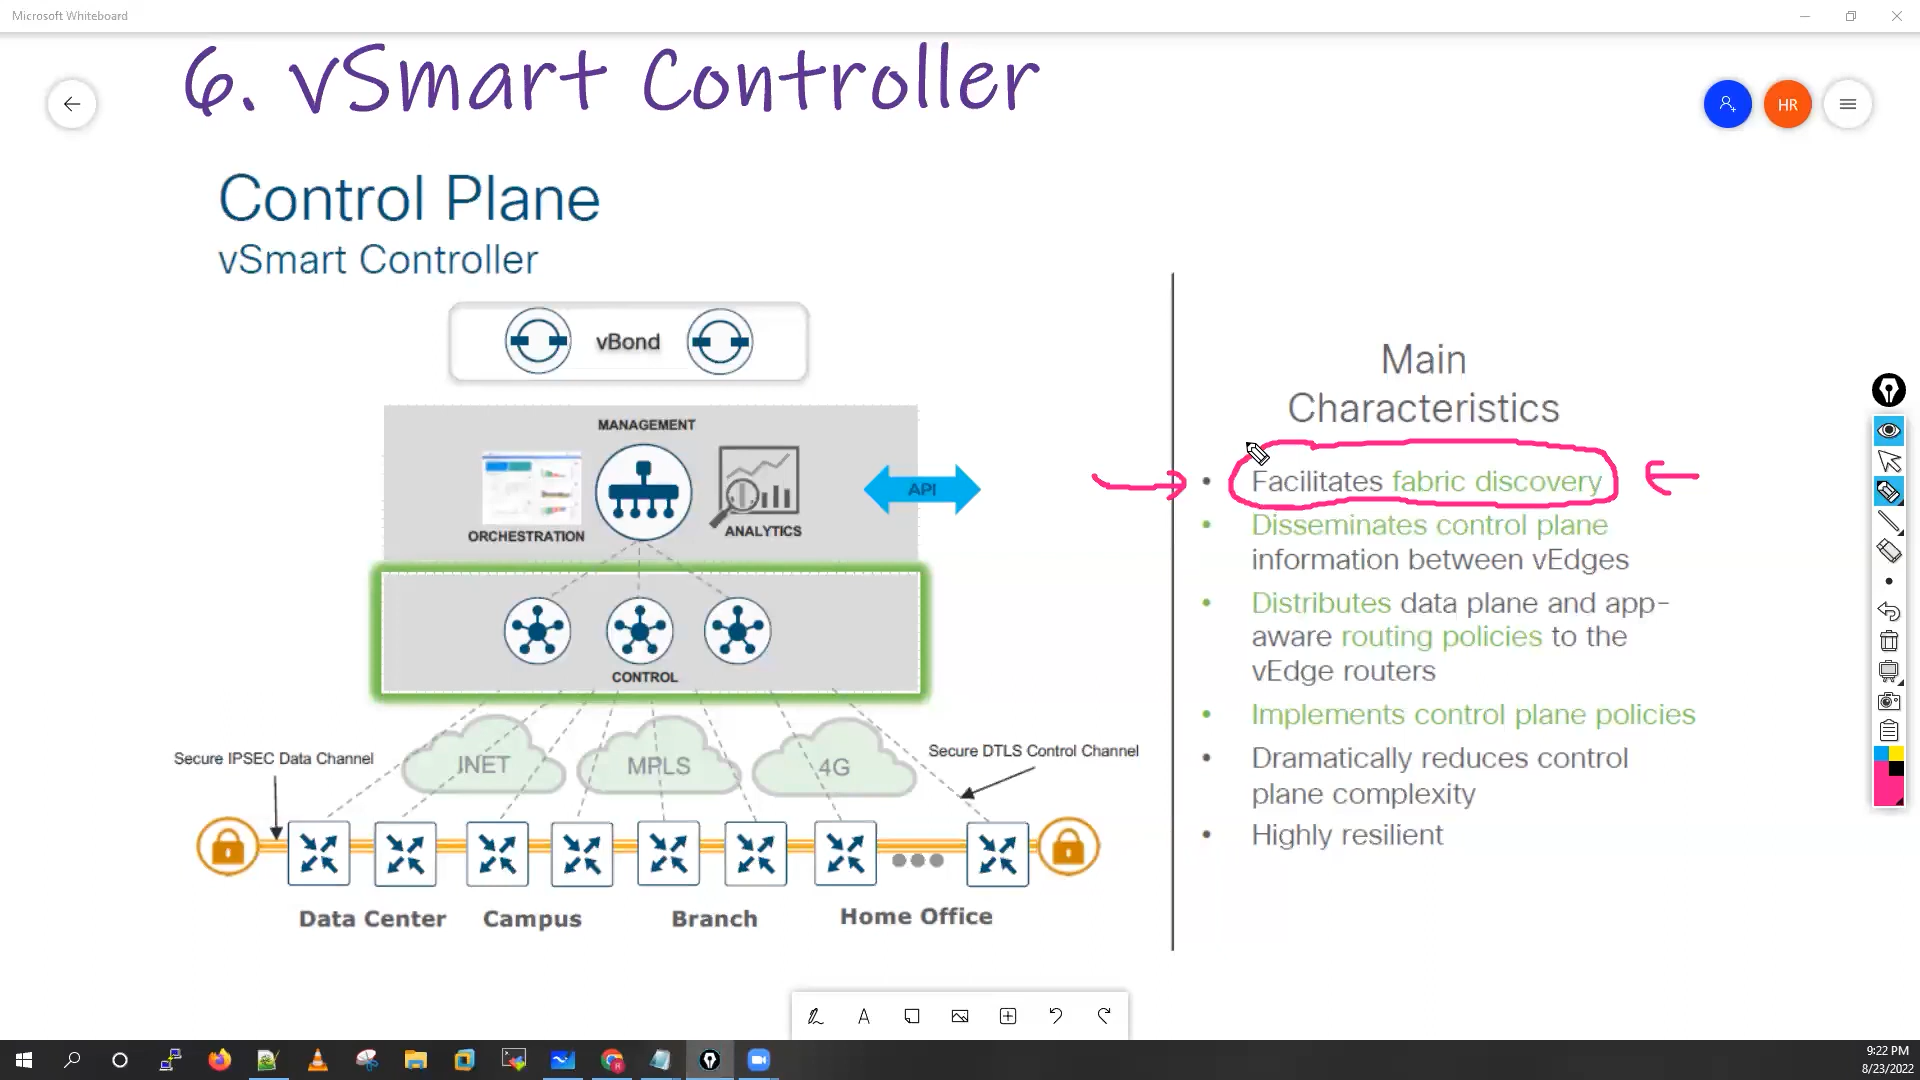 Microsoft Whiteboard
6. vSmart Controller
HR
Control Plane
vSmart Controller
vBond
MANAGEMENT
ORCHESTRATION
ANALYTICS
API
CONTROL
Secure IPSEC Data Channel
INET
MPLS
4G
Secure DTLS Control Channel
Data Center
Campus
Branch
Home Office
Main
Characteristics
• Facilitates fabric discovery
• Disseminates control plane
information between vEdges
• Distributes data plane and app-
aware routing policies to the
vEdge routers
• Implements control plane policies
• Dramatically reduces control
plane complexity
• Highly resilient
9:22 PM
8/23/2022